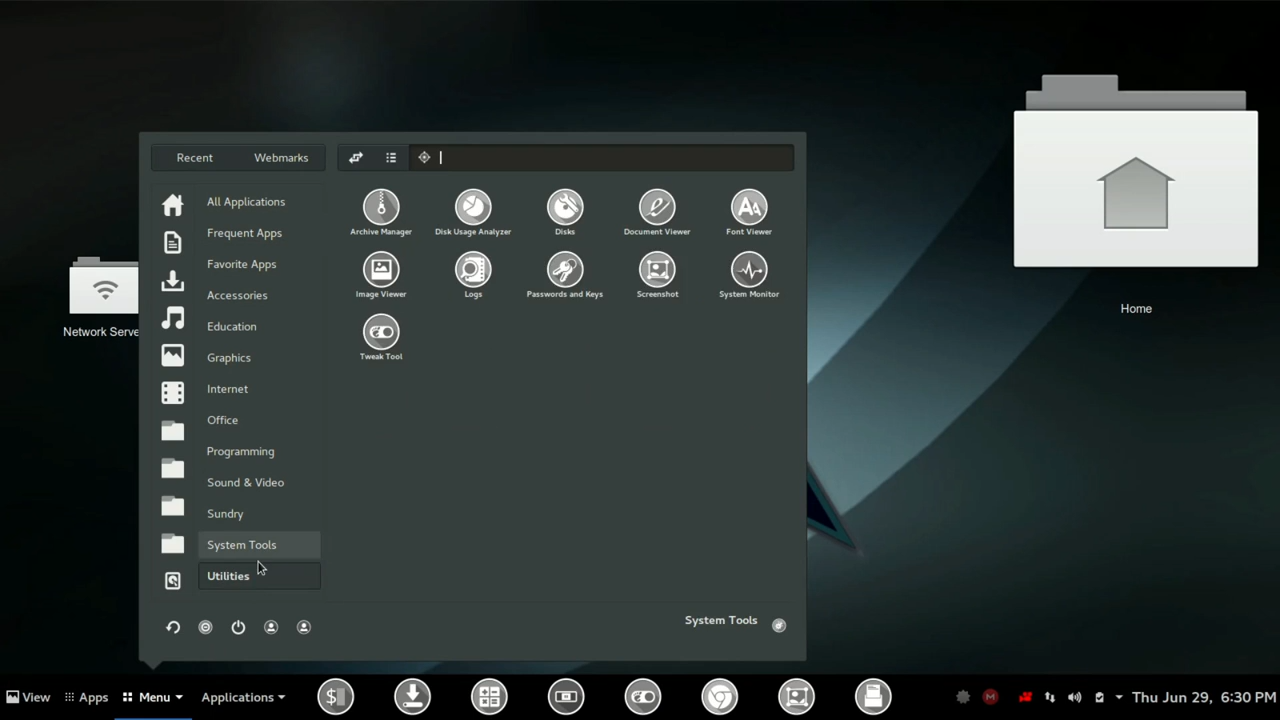 Recent Webmarks
All Applications
Frequent Apps
Favorite Apps
Accessories
Education
Graphics
Internet
Office
Programming
Sound & Video
Sundry
System Tools
Utilities
Archive Manager Disk Usage Analyzer Disks Document Viewer Font Viewer
Image Viewer Logs Passwords and Keys Screenshot System Monitor
Tweak Tool
System Tools
Network Serve
Home
View Apps Menu Applications Thu Jun 29, 6:30 PM